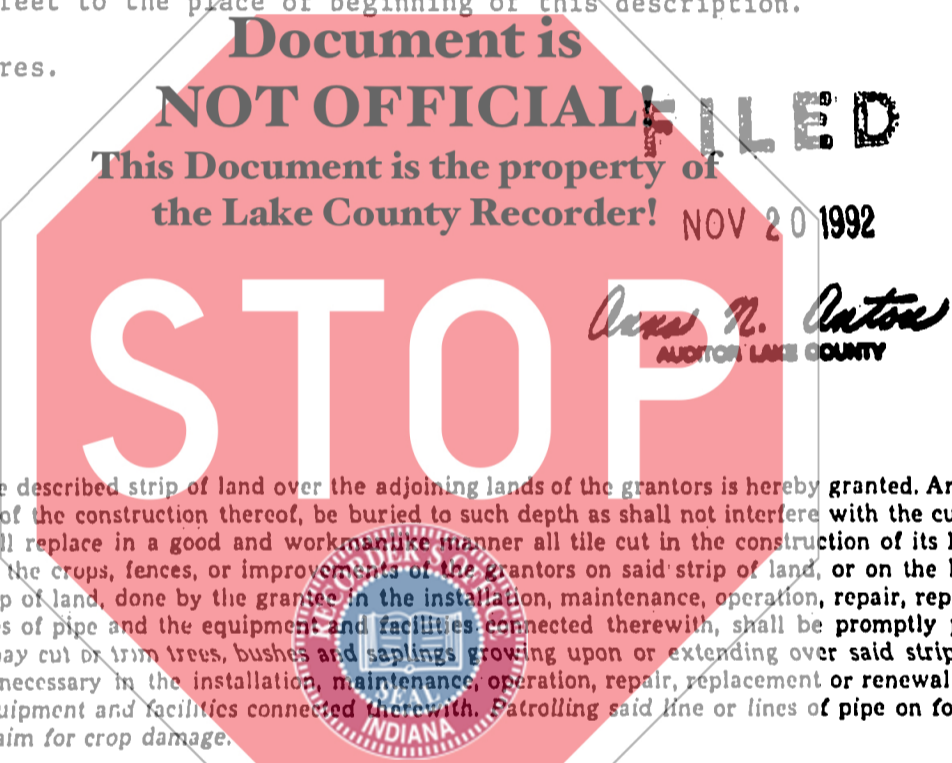 feet to the place of beginning of this description.
Document is
res.
NOT OFFICIAL!
FILED
This Document is the property of
the Lake County Recorder!
NOV 20 1992
STOP
Anna N. Anton
AUDITOR LAKE COUNTY
e described strip of land over the adjoining lands of the grantors is hereby granted. An
of the construction thereof, be buried to such depth as shall not interfere with the cu
ll replace in a good and workmanlike manner all tile cut in the construction of its l
the crops, fences, or improvements of the grantors on said strip of land, or on the l
p of land, done by the grantee in the installation, maintenance, operation, repair, rep
es of pipe and the equipment and facilities connected therewith, shall be promptly
ay cut or trim trees, bushes and saplings growing upon or extending over said strip
necessary in the installation, maintenance, operation, repair, replacement or renewal
uipment and facilities connected therewith. Patrolling said line or lines of pipe on fo
aim for crop damage.
SEAL
INDIANA